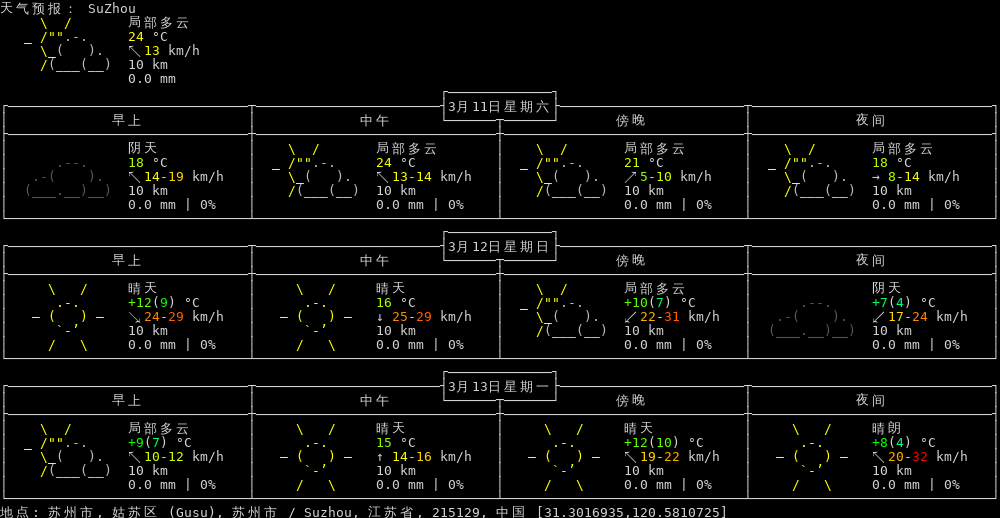 天气预报: SuZhou
局部多云
24 °C
↖ 13 km/h
10 km
0.0 mm
3月11日星期六
早上 中午 傍晚 夜间
阴天 局部多云 局部多云 局部多云
18 °C 24 °C 21 °C 18 °C
↖ 14-19 km/h ↖ 13-14 km/h ↗ 5-10 km/h → 8-14 km/h
10 km 10 km 10 km 10 km
0.0 mm | 0% 0.0 mm | 0% 0.0 mm | 0% 0.0 mm | 0%
3月12日星期日
早上 中午 傍晚 夜间
晴天 晴天 局部多云 阴天
+12(9) °C 16 °C +10(7) °C +7(4) °C
↘ 24-29 km/h ↓ 25-29 km/h ↙ 22-31 km/h ↙ 17-24 km/h
10 km 10 km 10 km 10 km
0.0 mm | 0% 0.0 mm | 0% 0.0 mm | 0% 0.0 mm | 0%
3月13日星期一
早上 中午 傍晚 夜间
局部多云 晴天 晴天 晴朗
+9(7) °C 15 °C +12(10) °C +8(4) °C
↖ 10-12 km/h ↑ 14-16 km/h ↖ 19-22 km/h ↖ 20-32 km/h
10 km 10 km 10 km 10 km
0.0 mm | 0% 0.0 mm | 0% 0.0 mm | 0% 0.0 mm | 0%
地点: 苏州市, 姑苏区 (Gusu), 苏州市 / Suzhou, 江苏省, 215129, 中国 [31.3016935,120.5810725]